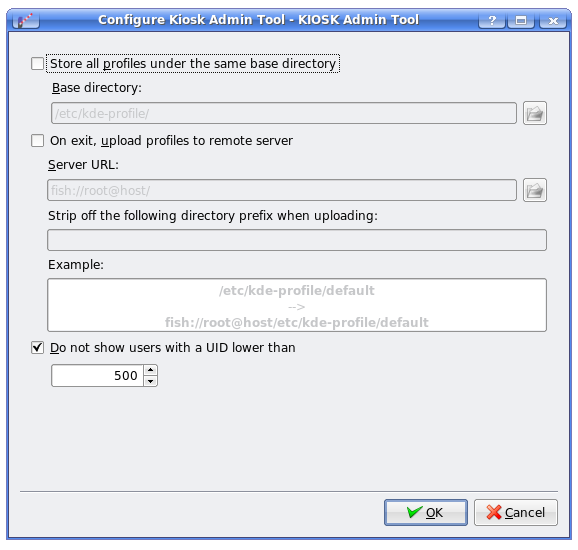 Configure Kiosk Admin Tool - KIOSK Admin Tool
Store all profiles under the same base directory
Base directory:
/etc/kde-profile/
On exit, upload profiles to remote server
Server URL:
fish://root@host/
Strip off the following directory prefix when uploading:
Example:
/etc/kde-profile/default
-->
fish://root@host/etc/kde-profile/default
Do not show users with a UID lower than
500
OK
Cancel